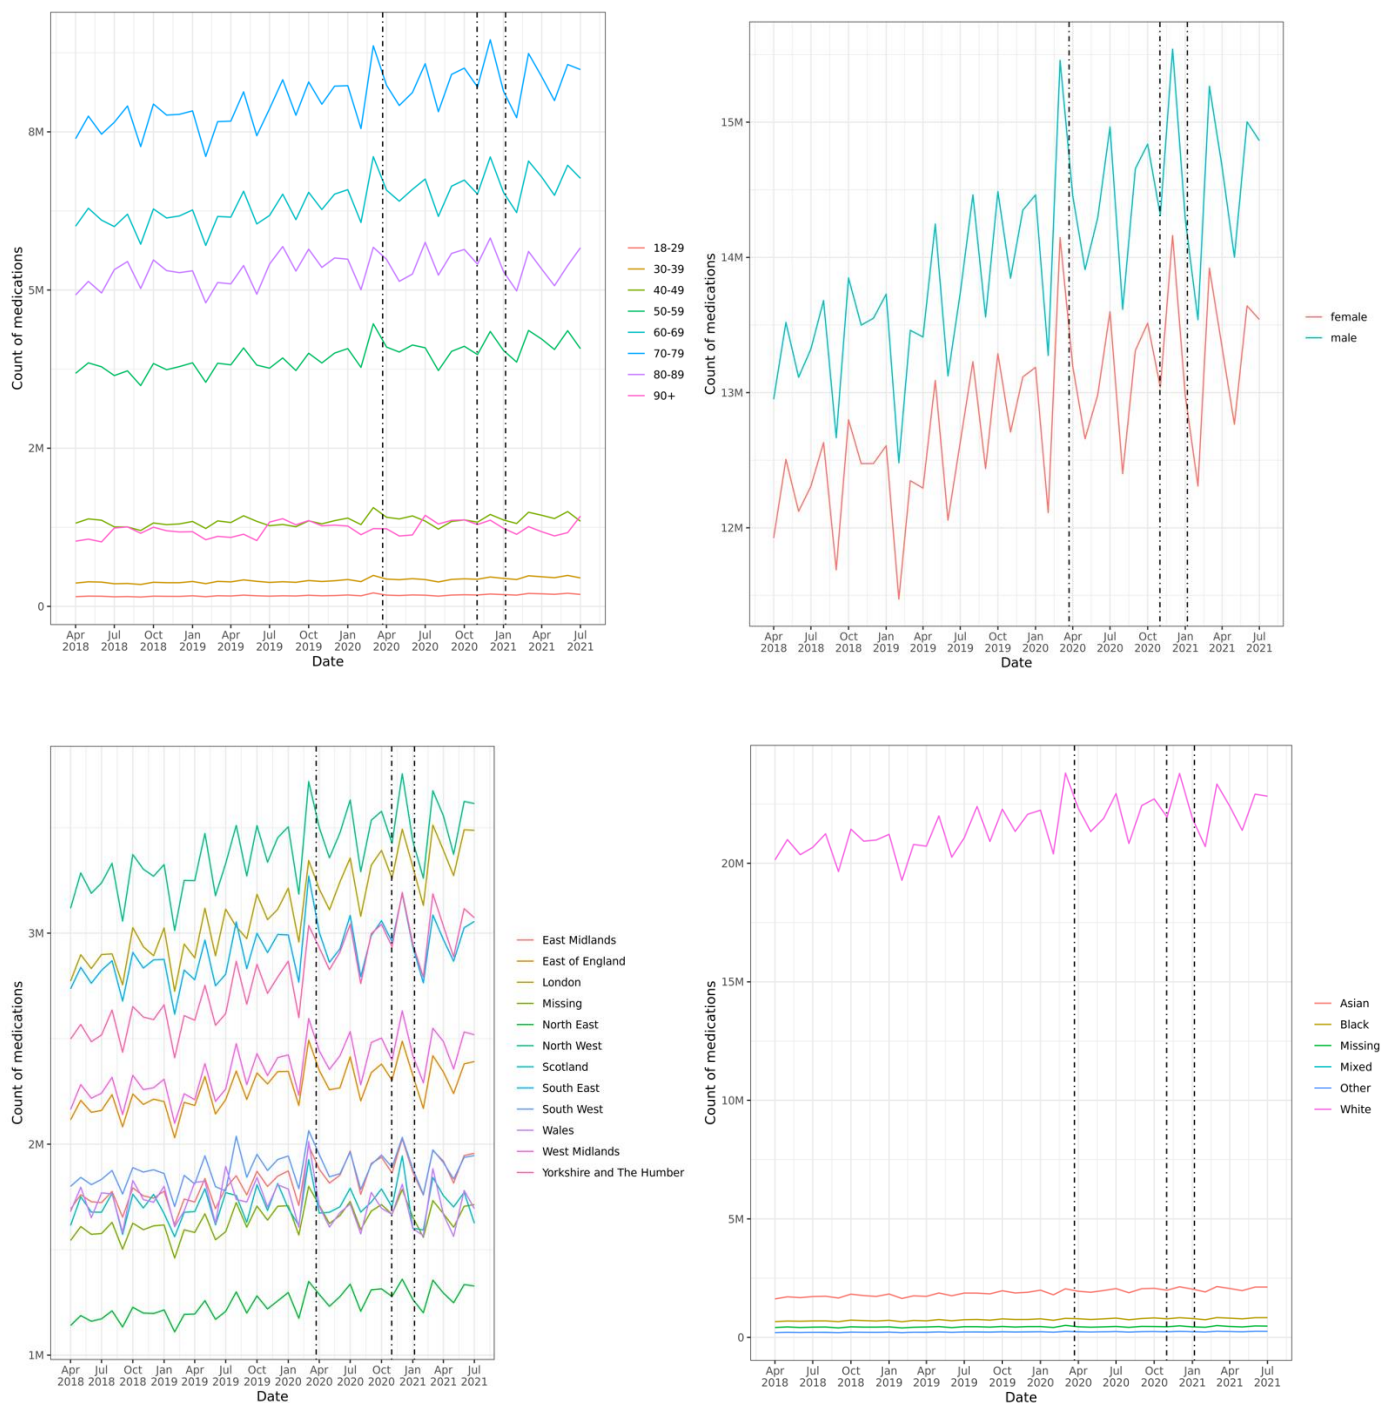 Count of medications
8M
5M
2M
0
Apr Jul Oct Jan Apr Jul Oct Jan Apr Jul Oct Jan Apr Jul
2018 2018 2018 2019 2019 2019 2019 2020 2020 2020 2020 2021 2021 2021
Date
18-29
30-39
40-49
50-59
60-69
70-79
80-89
90+
Count of medications
15M
14M
13M
12M
Apr Jul Oct Jan Apr Jul Oct Jan Apr Jul Oct Jan Apr Jul
2018 2018 2018 2019 2019 2019 2019 2020 2020 2020 2020 2021 2021 2021
Date
female
male
Count of medications
3M
2M
1M
Apr Jul Oct Jan Apr Jul Oct Jan Apr Jul Oct Jan Apr Jul
2018 2018 2018 2019 2019 2019 2019 2020 2020 2020 2020 2021 2021 2021
Date
East Midlands
East of England
London
Missing
North East
North West
Scotland
South East
South West
Wales
West Midlands
Yorkshire and The Humber
Count of medications
20M
15M
10M
5M
0
Apr Jul Oct Jan Apr Jul Oct Jan Apr Jul Oct Jan Apr Jul
2018 2018 2018 2019 2019 2019 2019 2020 2020 2020 2020 2021 2021 2021
Date
Asian
Black
Missing
Mixed
Other
White